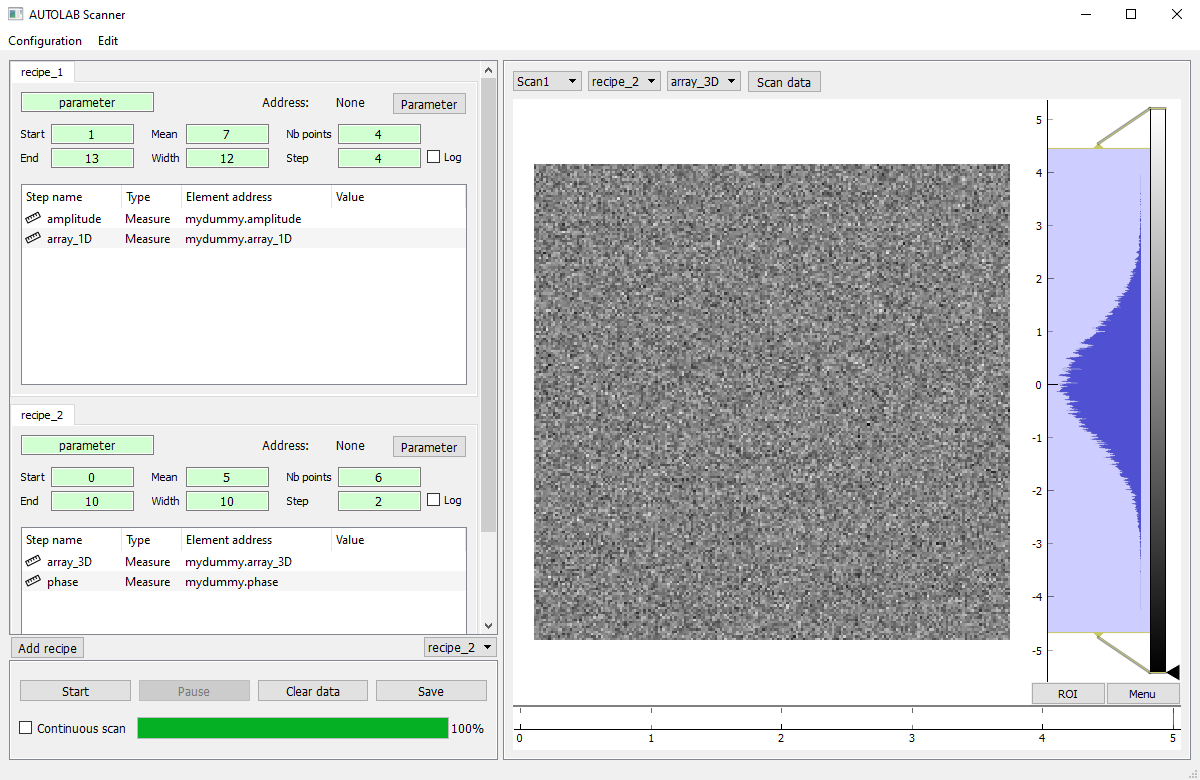 AUTOLAB Scanner
Configuration Edit
recipe_1
parameter Address: None Parameter
Start 1 Mean 7 Nb points 4
End 13 Width 12 Step 4 Log
Step name Type Element address Value
amplitude Measure mydummy.amplitude
array_1D Measure mydummy.array_1D
recipe_2
parameter Address: None Parameter
Start 0 Mean 5 Nb points 6
End 10 Width 10 Step 2 Log
Step name Type Element address Value
array_3D Measure mydummy.array_3D
phase Measure mydummy.phase
Add recipe recipe_2
Start Pause Clear data Save
Continuous scan 100%
Scan1 recipe_2 array_3D Scan data
5
4
3
2
1
0
-1
-2
-3
-4
-5
ROI Menu
0 1 2 3 4 5